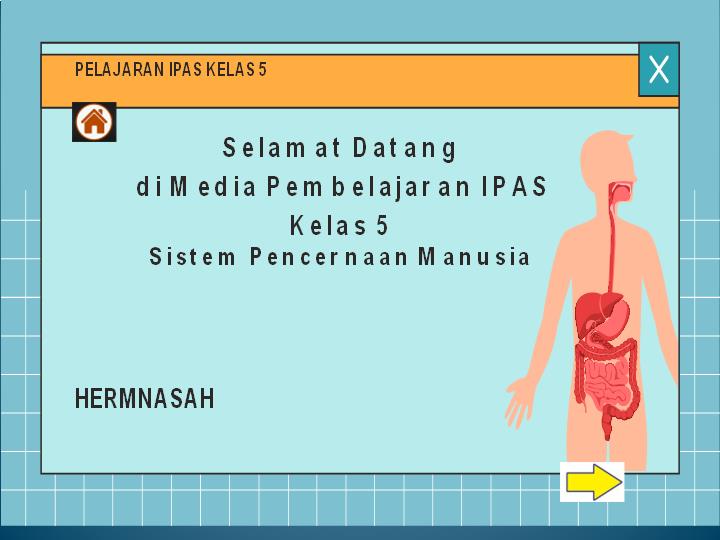 PELAJARAN IPAS KELAS 5
X
Selamat Datang
di Media Pembelajaran IPAS
Kelas 5
Sistem Pencernaan Manusia
HERMNASAH